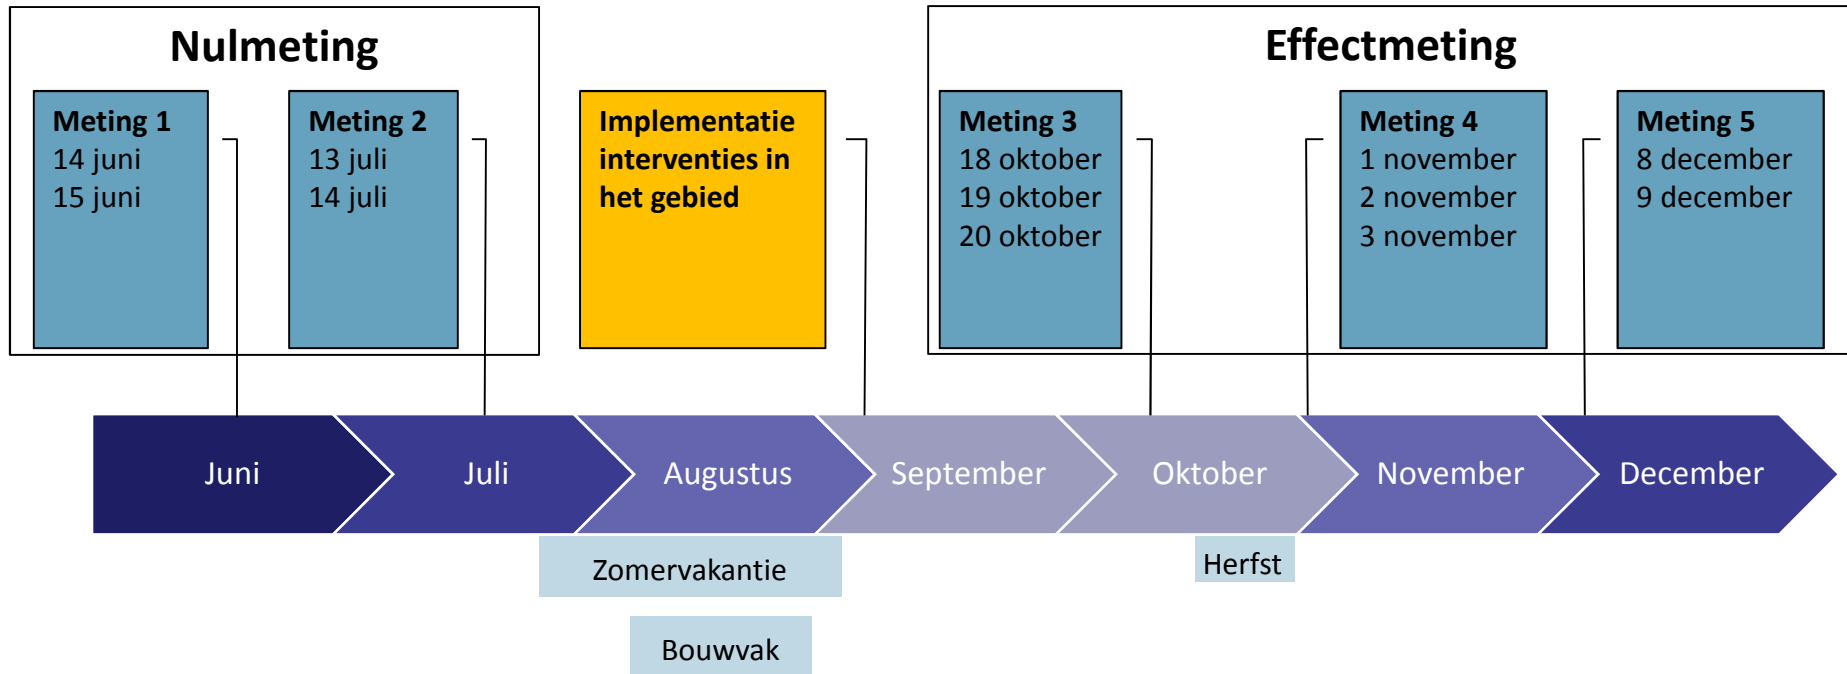 Nulmeting
Meting 1
14 juni
15 juni
Meting 2
13 juli
14 juli
Implementatie
interventies in
het gebied
Effectmeting
Meting 3
18 oktober
19 oktober
20 oktober
Meting 4
1 november
2 november
3 november
Meting 5
8 december
9 december
Juni
Juli
Augustus
September
Oktober
November
December
Zomervakantie
Herfst
Bouwvak